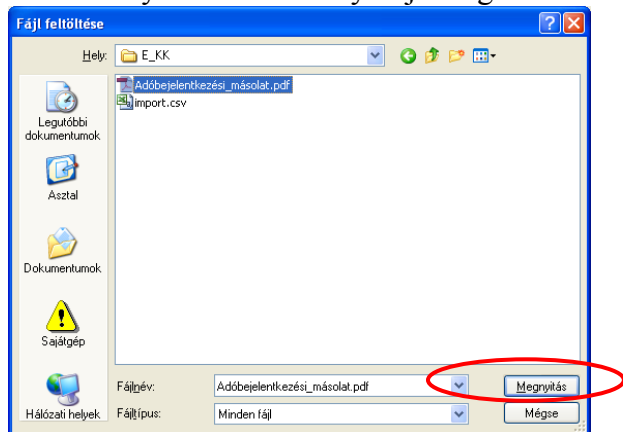 Fájl feltöltése
Hely:
E_KK
Adóbejelentkezési_másolat.pdf
import.csv
Legutóbbi
dokumentumok
Asztal
Dokumentumok
Sajátgép
Hálózati helyek
Fájlnév:
Adóbejelentkezési_másolat.pdf
Megnyitás
Fájltípus:
Minden fájl
Mégse